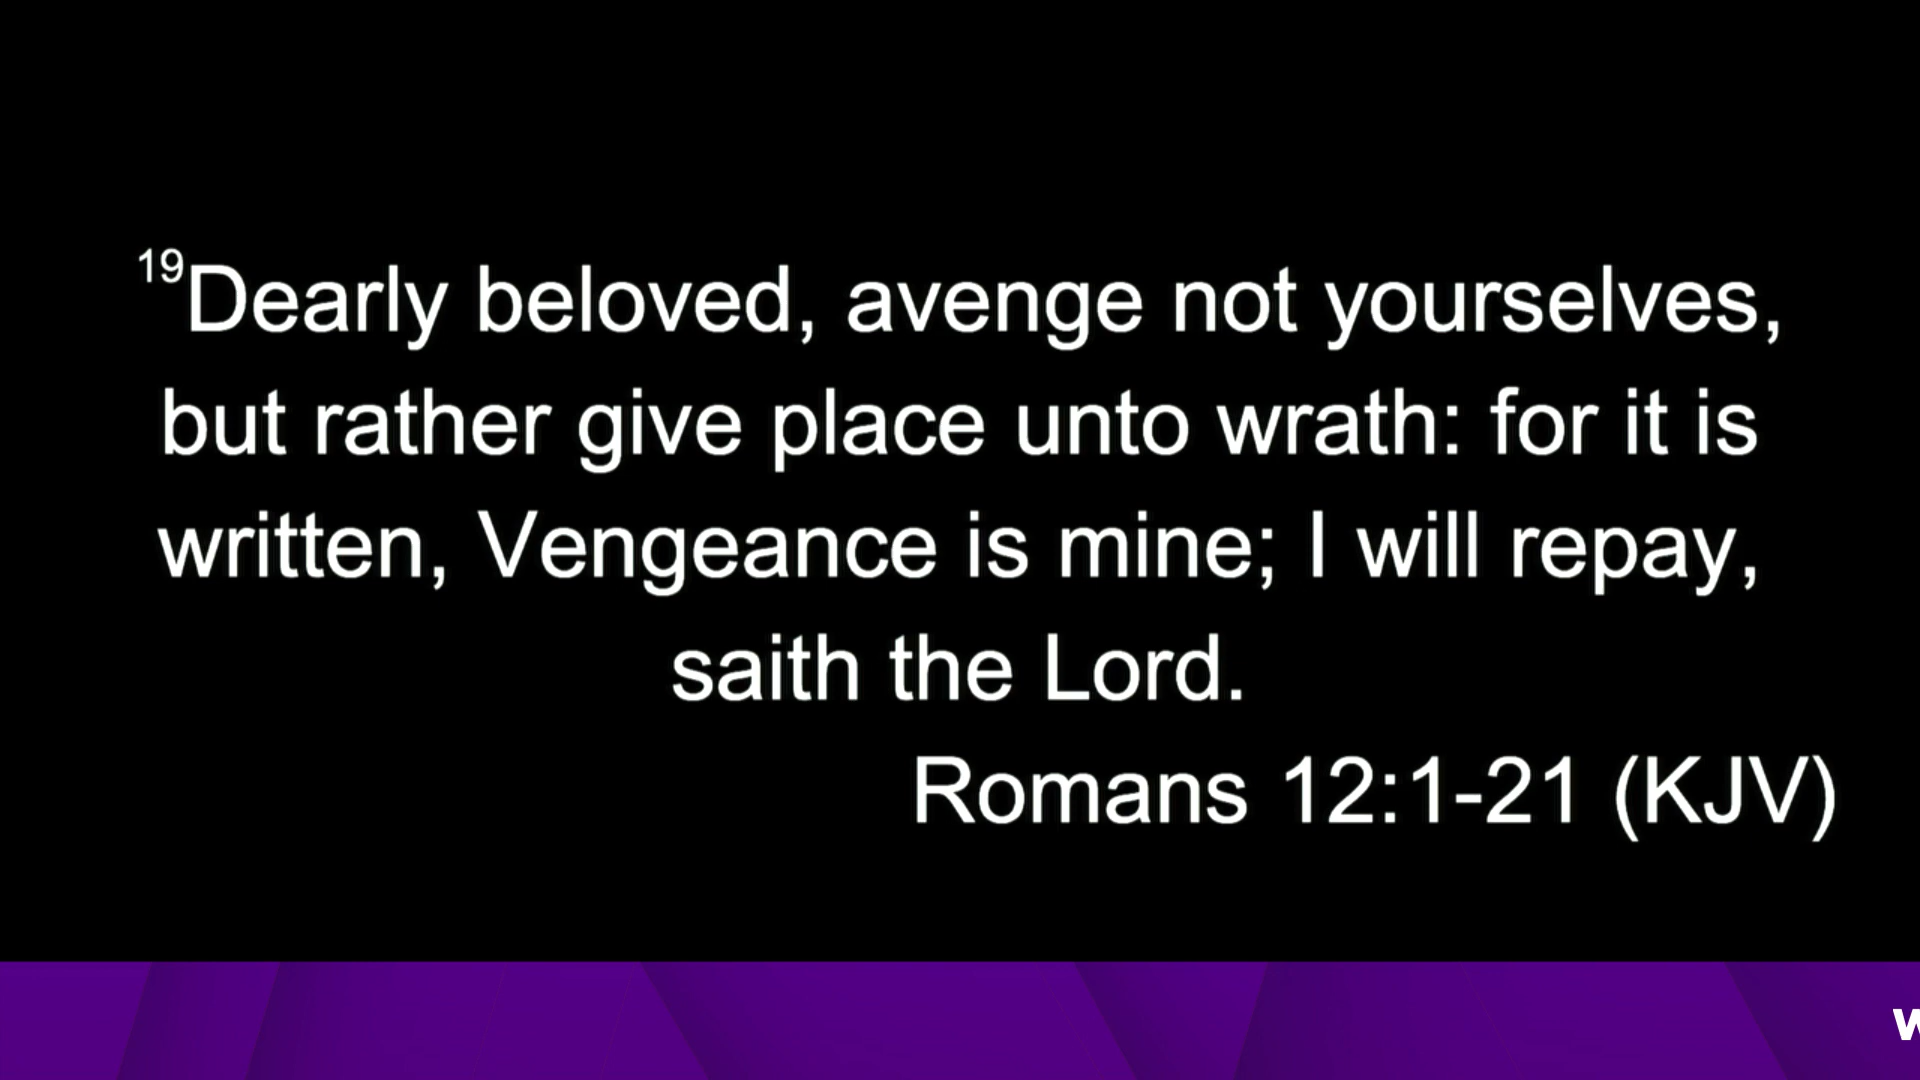 19Dearly beloved, avenge not yourselves,
but rather give place unto wrath: for it is
written, Vengeance is mine; I will repay,
saith the Lord.
Romans 12:1-21 (KJV)